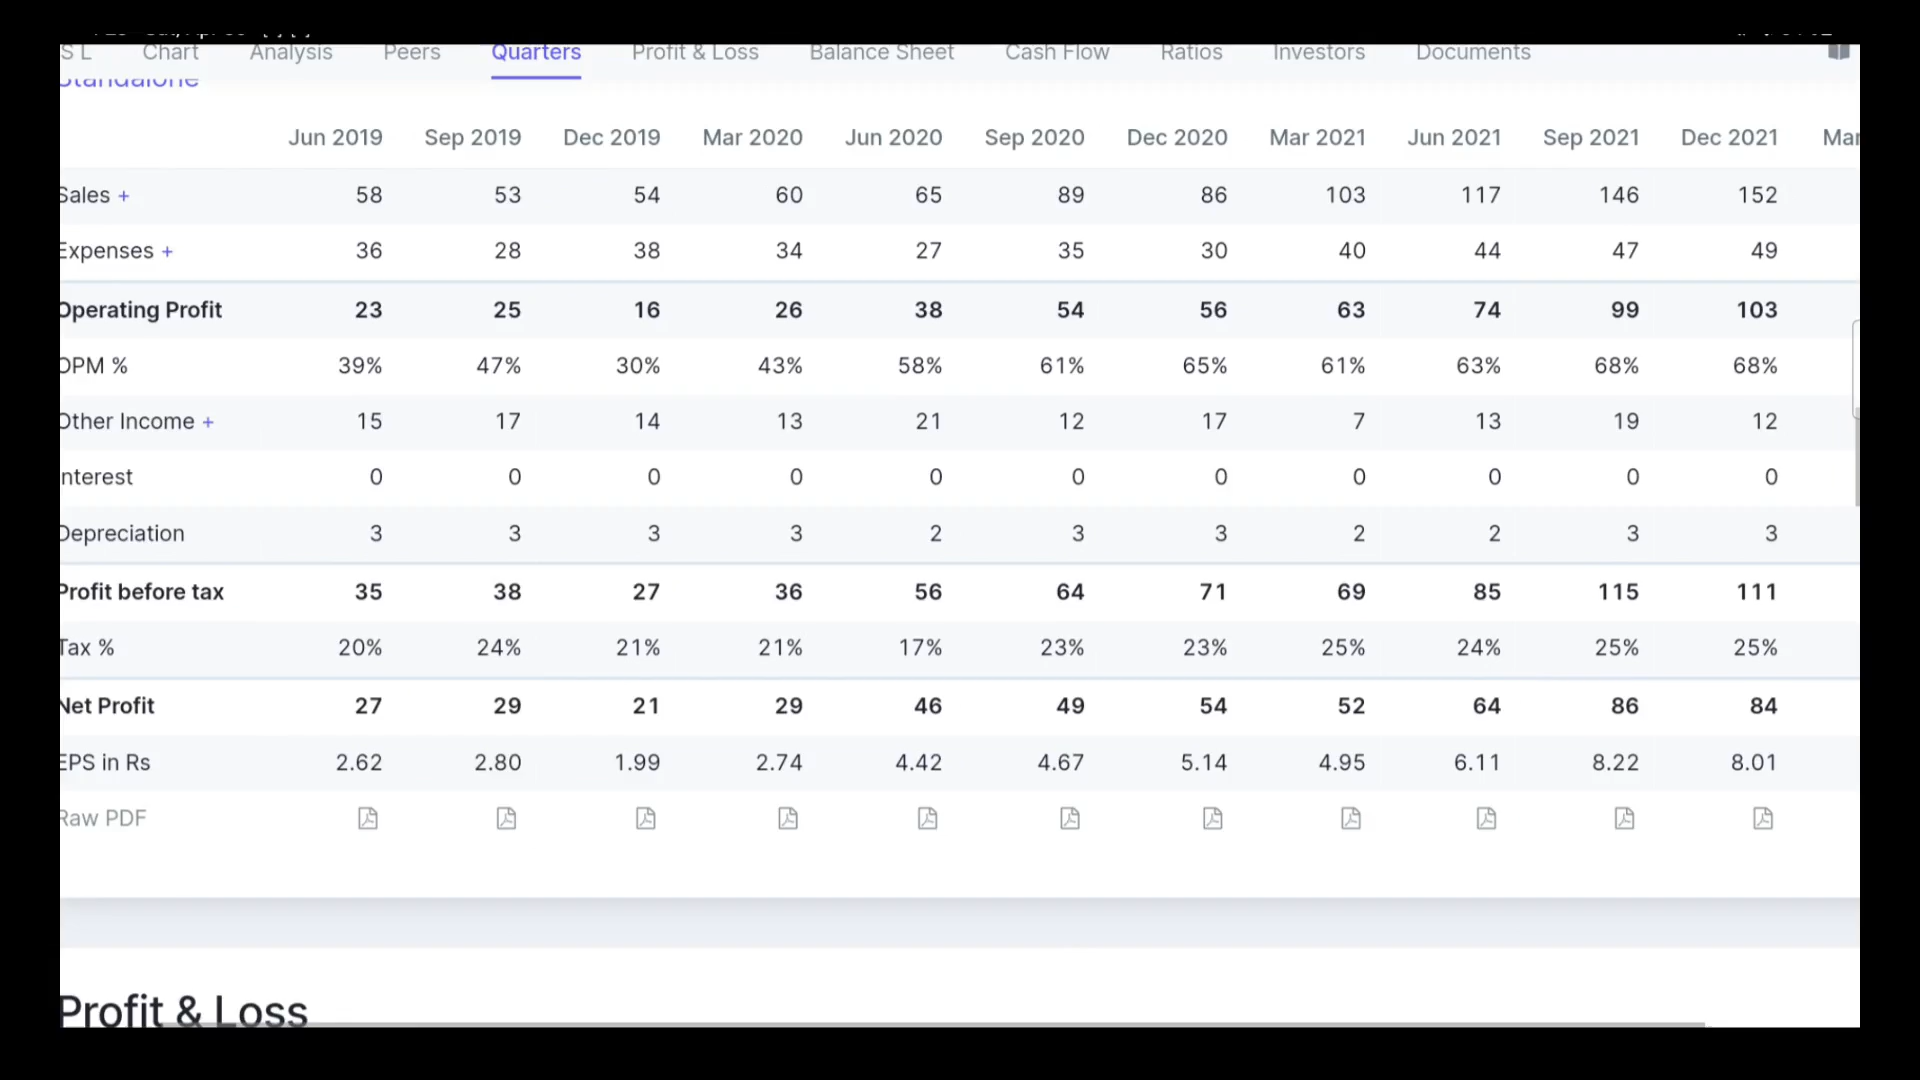 S L Chart Analysis Peers Quarters Profit & Loss Balance Sheet Cash Flow Ratios Investors Documents
Standalone
Jun 2019 Sep 2019 Dec 2019 Mar 2020 Jun 2020 Sep 2020 Dec 2020 Mar 2021 Jun 2021 Sep 2021 Dec 2021 Mar
Sales + 58 53 54 60 65 89 86 103 117 146 152
Expenses + 36 28 38 34 27 35 30 40 44 47 49
Operating Profit 23 25 16 26 38 54 56 63 74 99 103
OPM % 39% 47% 30% 43% 58% 61% 65% 61% 63% 68% 68%
Other Income + 15 17 14 13 21 12 17 7 13 19 12
nterest 0 0 0 0 0 0 0 0 0 0 0
Depreciation 3 3 3 3 2 3 3 2 2 3 3
Profit before tax 35 38 27 36 56 64 71 69 85 115 111
Tax % 20% 24% 21% 21% 17% 23% 23% 25% 24% 25% 25%
Net Profit 27 29 21 29 46 49 54 52 64 86 84
EPS in Rs 2.62 2.80 1.99 2.74 4.42 4.67 5.14 4.95 6.11 8.22 8.01
Raw PDF
Profit & Loss